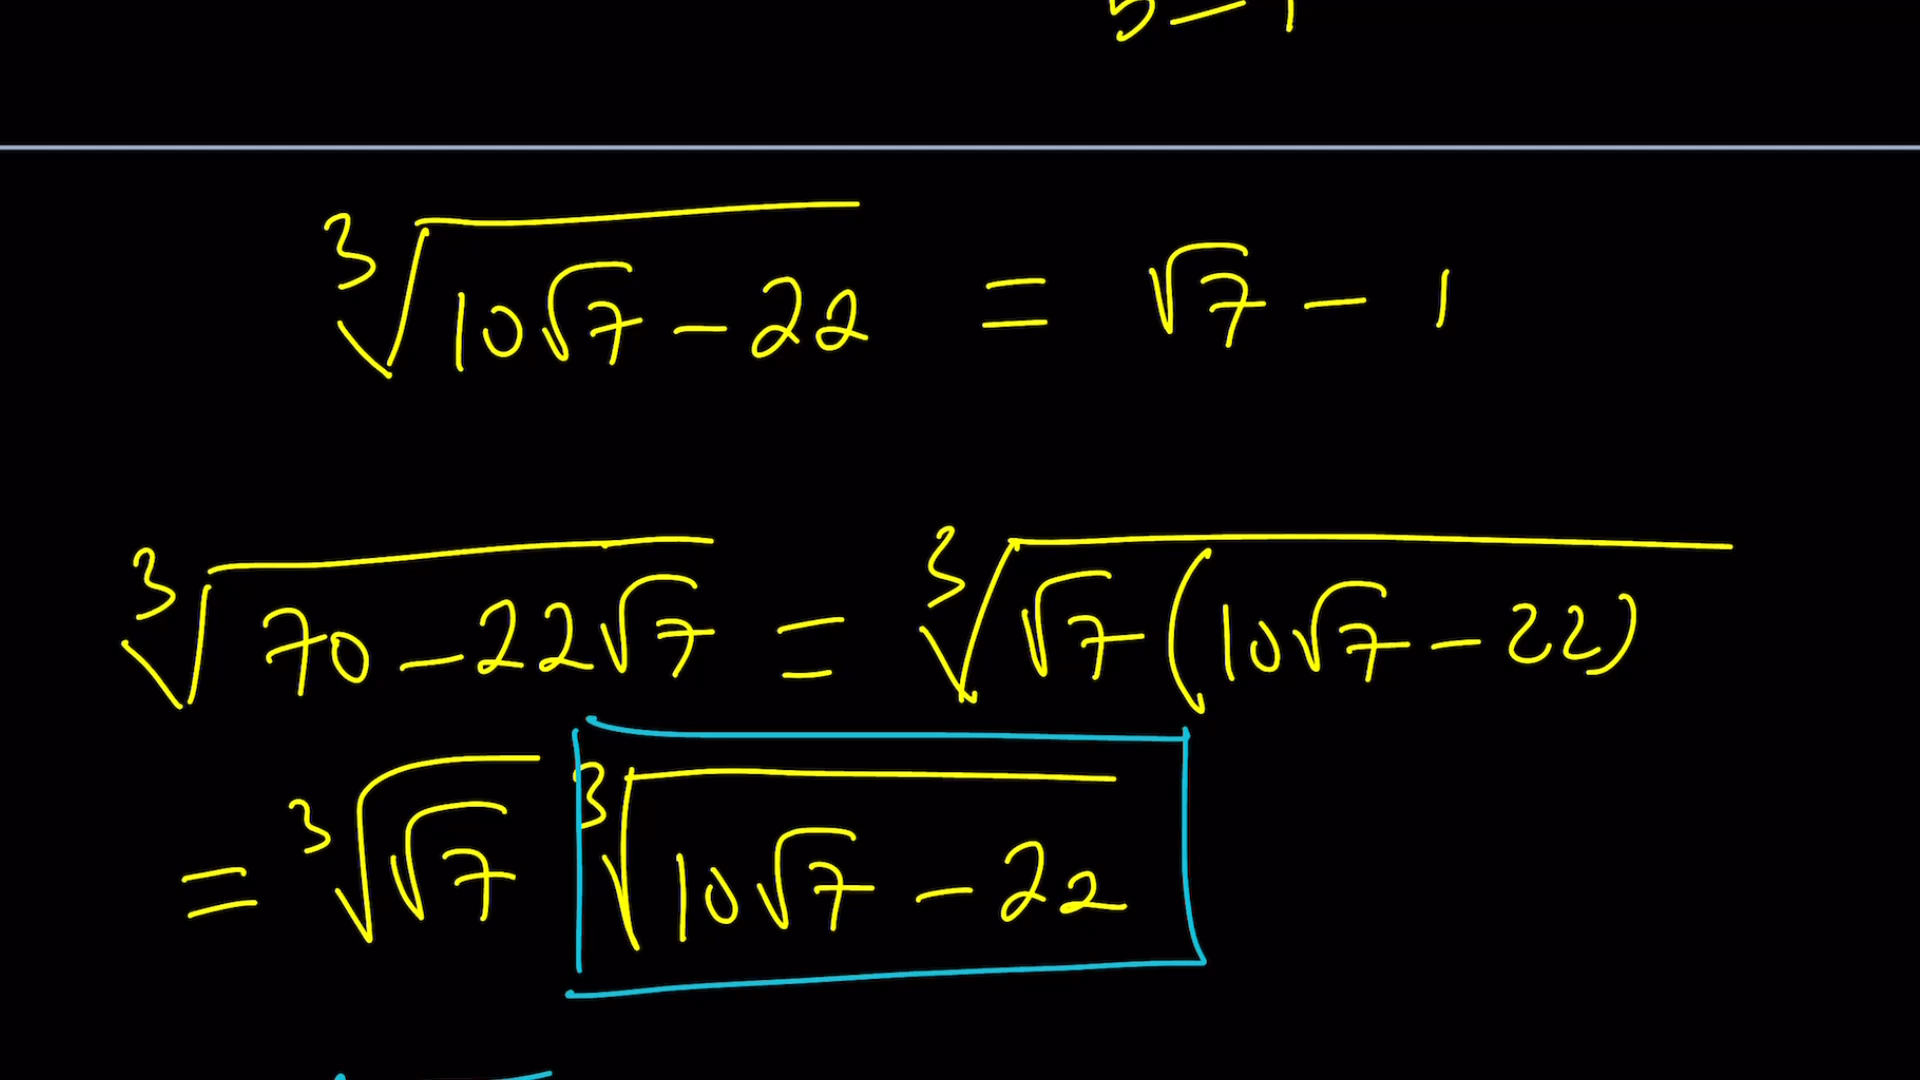 ∛(10√7 - 22) = √7 - 1
∛(70 - 22√7) = ∛(√7(10√7 - 22))
= ∛(√7) ∛(10√7 - 22)